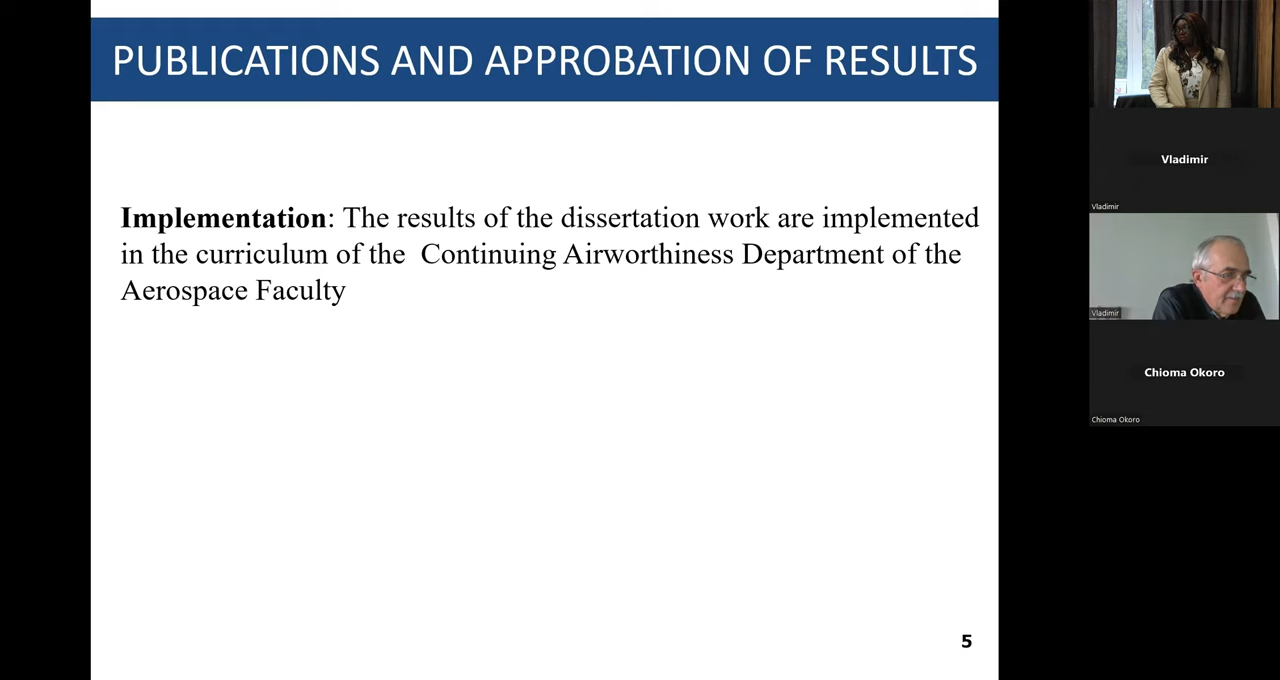 PUBLICATIONS AND APPROBATION OF RESULTS
Implementation: The results of the dissertation work are implemented
in the curriculum of the  Continuing Airworthiness Department of the
Aerospace Faculty
5
Vladimir
Vladimir
Vladimir
Chioma Okoro
Chioma Okoro